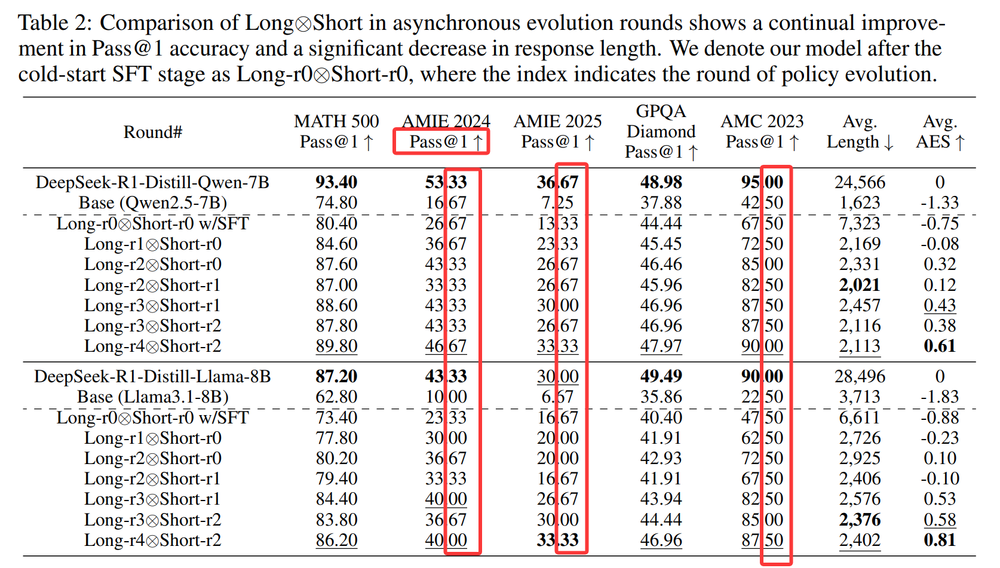 Table 2: Comparison of Long⊗Short in asynchronous evolution rounds shows a continual improve-
ment in Pass@1 accuracy and a significant decrease in response length. We denote our model after the
cold-start SFT stage as Long-r0⊗Short-r0, where the index indicates the round of policy evolution.
Round# MATH 500 Pass@1 ↑ AMIE 2024 Pass@1 ↑ AMIE 2025 Pass@1 ↑ GPQA Diamond Pass@1 ↑ AMC 2023 Pass@1 ↑ Avg. Length ↓ Avg. AES ↑
DeepSeek-R1-Distill-Qwen-7B 93.40 53.33 36.67 48.98 95.00 24,566 0
Base (Qwen2.5-7B) 74.80 16.67 7.25 37.88 42.50 1,623 -1.33
Long-r0⊗Short-r0 w/SFT 80.40 26.67 13.33 44.44 67.50 7,323 -0.75
Long-r1⊗Short-r0 84.60 36.67 23.33 45.45 72.50 2,169 -0.08
Long-r2⊗Short-r0 87.60 43.33 26.67 46.46 85.00 2,331 0.32
Long-r2⊗Short-r1 87.00 33.33 26.67 45.96 82.50 2,021 0.12
Long-r3⊗Short-r1 88.60 43.33 30.00 46.96 87.50 2,457 0.43
Long-r3⊗Short-r2 87.80 43.33 26.67 46.96 87.50 2,116 0.38
Long-r4⊗Short-r2 89.80 46.67 33.33 47.97 90.00 2,113 0.61
DeepSeek-R1-Distill-Llama-8B 87.20 43.33 30.00 49.49 90.00 28,496 0
Base (Llama3.1-8B) 62.80 10.00 6.67 35.86 22.50 3,713 -1.83
Long-r0⊗Short-r0 w/SFT 73.40 23.33 16.67 40.40 47.50 6,611 -0.88
Long-r1⊗Short-r0 77.80 30.00 20.00 41.91 62.50 2,726 -0.23
Long-r2⊗Short-r0 80.20 36.67 20.00 42.93 72.50 2,925 0.10
Long-r2⊗Short-r1 79.40 33.33 16.67 41.91 67.50 2,406 -0.10
Long-r3⊗Short-r1 84.40 40.00 26.67 43.94 82.50 2,576 0.53
Long-r3⊗Short-r2 83.80 36.67 30.00 44.44 85.00 2,376 0.58
Long-r4⊗Short-r2 86.20 40.00 33.33 46.96 87.50 2,402 0.81